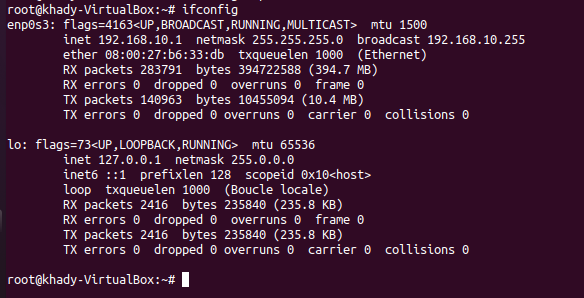 root@khady-VirtualBox:~# ifconfig
enp0s3: flags=4163<UP,BROADCAST,RUNNING,MULTICAST>  mtu 1500
        inet 192.168.10.1  netmask 255.255.255.0  broadcast 192.168.10.255
        ether 08:00:27:b6:33:db  txqueuelen 1000  (Ethernet)
        RX packets 283791  bytes 394722588 (394.7 MB)
        RX errors 0  dropped 0  overruns 0  frame 0
        TX packets 140963  bytes 10455094 (10.4 MB)
        TX errors 0  dropped 0 overruns 0  carrier 0  collisions 0

lo: flags=73<UP,LOOPBACK,RUNNING>  mtu 65536
        inet 127.0.0.1  netmask 255.0.0.0
        inet6 ::1  prefixlen 128  scopeid 0x10<host>
        loop  txqueuelen 1000  (Boucle locale)
        RX packets 2416  bytes 235840 (235.8 KB)
        RX errors 0  dropped 0  overruns 0  frame 0
        TX packets 2416  bytes 235840 (235.8 KB)
        TX errors 0  dropped 0 overruns 0  carrier 0  collisions 0

root@khady-VirtualBox:~#